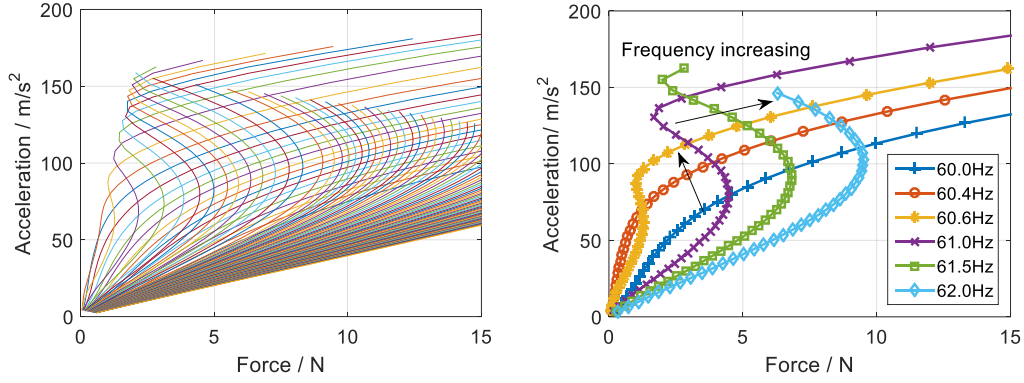 200
150
100
50
0
0
5
10
15
Acceleration / m/s2
Force / N
200
150
100
50
0
0
5
10
15
Acceleration/ m/s2
Force / N
Frequency increasing
60.0Hz
60.4Hz
60.6Hz
61.0Hz
61.5Hz
62.0Hz